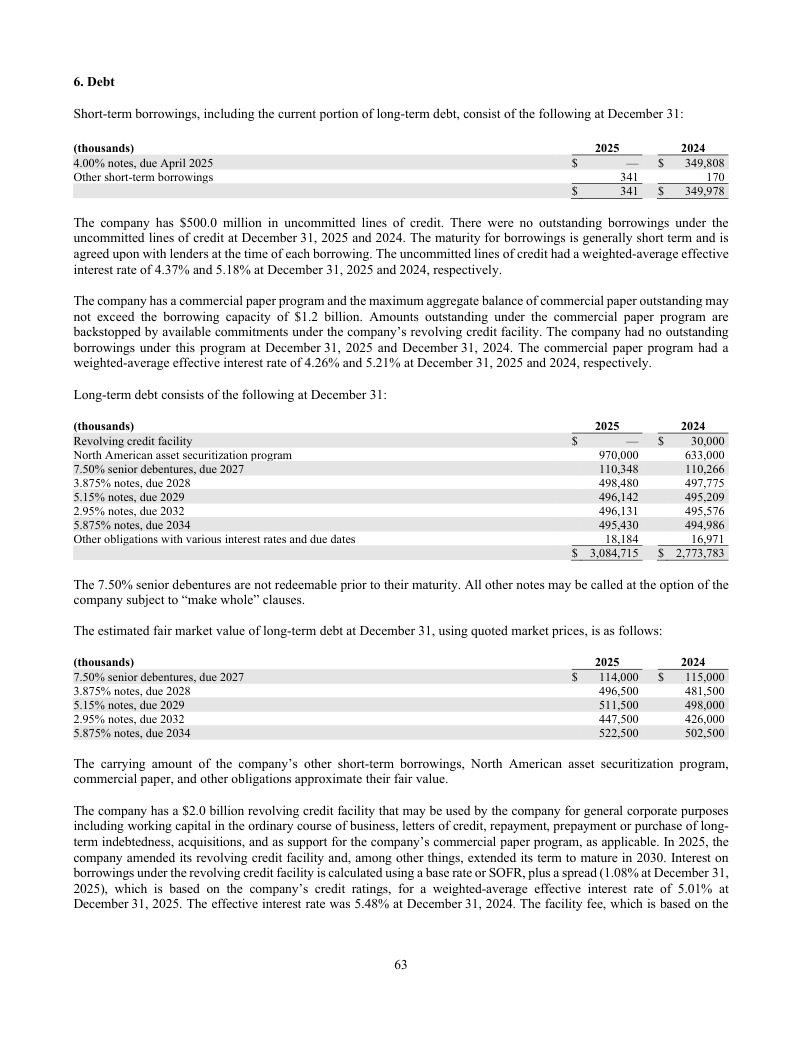 6. Debt
Short-term borrowings, including the current portion of long-term debt, consist of the following at December 31:
(thousands) 2025 2024
4.00% notes, due April 2025 $ — $ 349,808
Other short-term borrowings 341 170
$ 341 $ 349,978
The company has $500.0 million in uncommitted lines of credit. There were no outstanding borrowings under the
uncommitted lines of credit at December 31, 2025 and 2024. The maturity for borrowings is generally short term and is
agreed upon with lenders at the time of each borrowing. The uncommitted lines of credit had a weighted-average effective
interest rate of 4.37% and 5.18% at December 31, 2025 and 2024, respectively.
The company has a commercial paper program and the maximum aggregate balance of commercial paper outstanding may
not exceed the borrowing capacity of $1.2 billion. Amounts outstanding under the commercial paper program are
backstopped by available commitments under the company’s revolving credit facility. The company had no outstanding
borrowings under this program at December 31, 2025 and December 31, 2024. The commercial paper program had a
weighted-average effective interest rate of 4.26% and 5.21% at December 31, 2025 and 2024, respectively.
Long-term debt consists of the following at December 31:
(thousands) 2025 2024
Revolving credit facility $ — $ 30,000
North American asset securitization program 970,000 633,000
7.50% senior debentures, due 2027 110,348 110,266
3.875% notes, due 2028 498,480 497,775
5.15% notes, due 2029 496,142 495,209
2.95% notes, due 2032 496,131 495,576
5.875% notes, due 2034 495,430 494,986
Other obligations with various interest rates and due dates 18,184 16,971
$ 3,084,715 $ 2,773,783
The 7.50% senior debentures are not redeemable prior to their maturity. All other notes may be called at the option of the
company subject to “make whole” clauses.
The estimated fair market value of long-term debt at December 31, using quoted market prices, is as follows:
(thousands) 2025 2024
7.50% senior debentures, due 2027 $ 114,000 $ 115,000
3.875% notes, due 2028 496,500 481,500
5.15% notes, due 2029 511,500 498,000
2.95% notes, due 2032 447,500 426,000
5.875% notes, due 2034 522,500 502,500
The carrying amount of the company’s other short-term borrowings, North American asset securitization program,
commercial paper, and other obligations approximate their fair value.
The company has a $2.0 billion revolving credit facility that may be used by the company for general corporate purposes
including working capital in the ordinary course of business, letters of credit, repayment, prepayment or purchase of long-
term indebtedness, acquisitions, and as support for the company’s commercial paper program, as applicable. In 2025, the
company amended its revolving credit facility and, among other things, extended its term to mature in 2030. Interest on
borrowings under the revolving credit facility is calculated using a base rate or SOFR, plus a spread (1.08% at December 31,
2025), which is based on the company’s credit ratings, for a weighted-average effective interest rate of 5.01% at
December 31, 2025. The effective interest rate was 5.48% at December 31, 2024. The facility fee, which is based on the
63